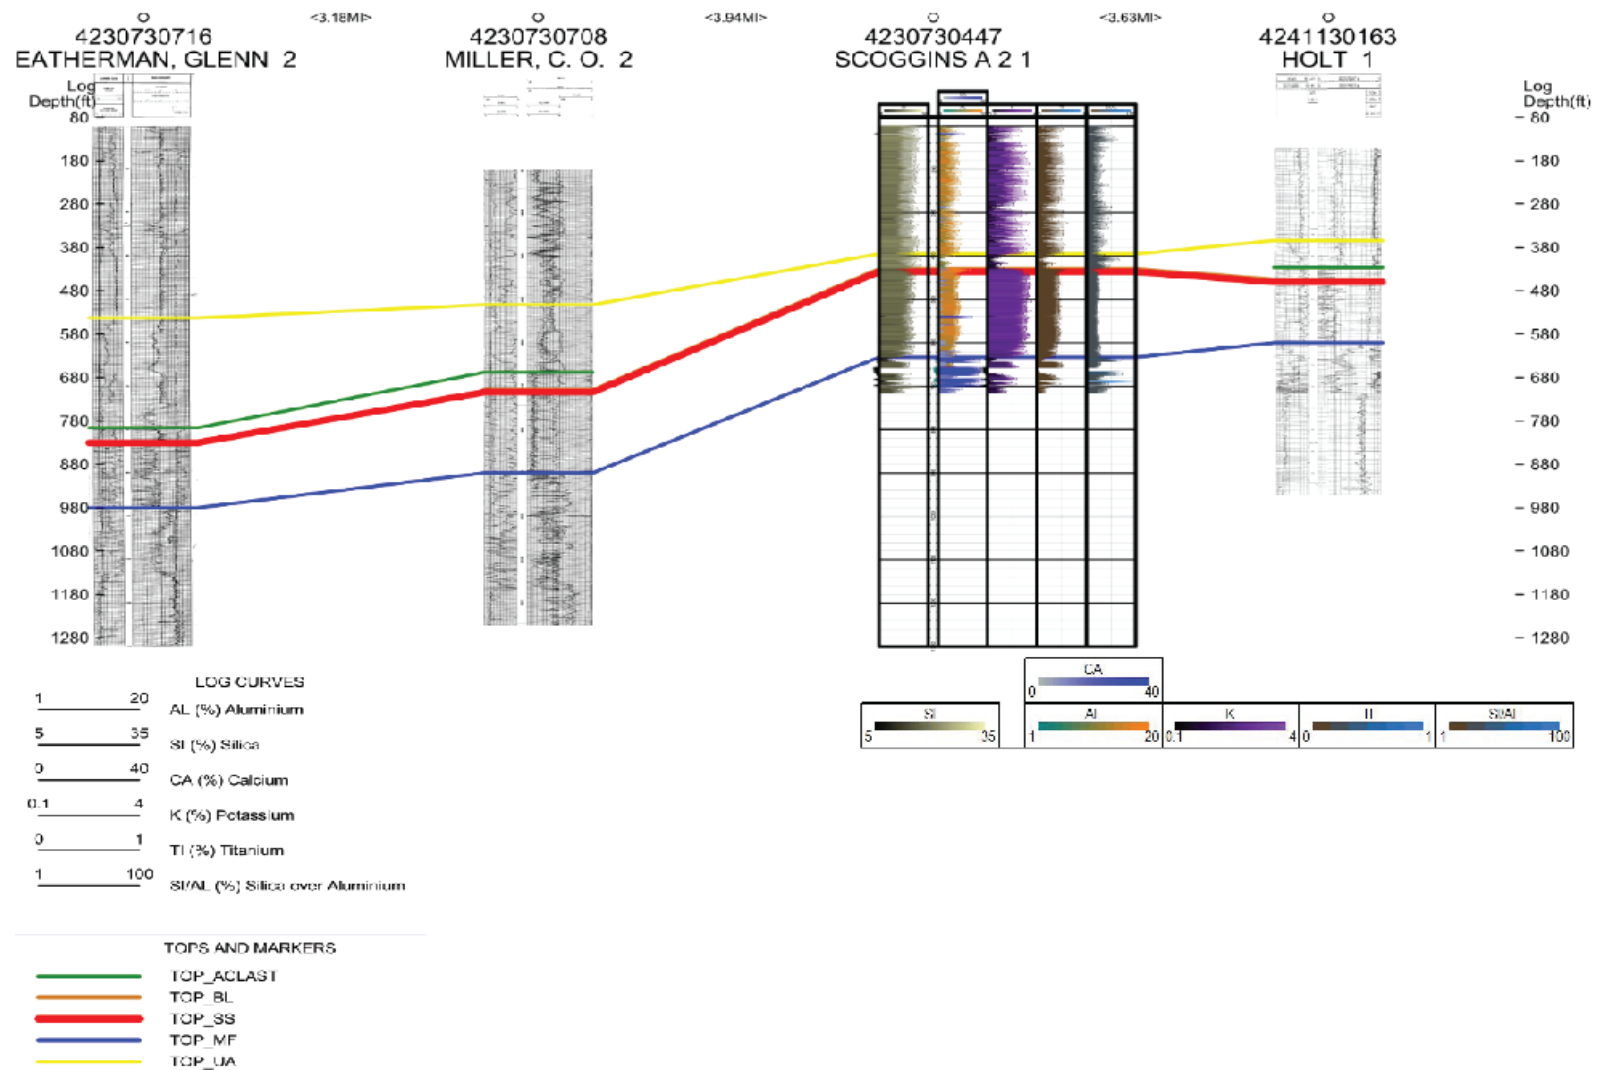 <3.18MI> <3.94MI> <3.63MI>
4230730716 4230730708 4230730447 4241130163
EATHERMAN, GLENN 2 MILLER, C. O. 2 SCOGGINS A 2 1 HOLT 1
Log Log
Depth(ft) Depth(ft)
80 80
180 180
280 280
380 380
480 480
580 580
680 680
780 780
880 880
980 980
1080 1080
1180 1180
1280 1280
LOG CURVES
1 20
AL (%) Aluminium
5 35
SI (%) Silica
0 40
CA (%) Calcium
0.1 4
K (%) Potassium
0 1
TI (%) Titanium
1 100
SI/AL (%) Silica over Aluminium
CA
0 40
SI AL K TI SI/AL
5 35 1 20 0.1 4 0 1 1 100
TOPS AND MARKERS
TOP_ACLAST
TOP_BL
TOP_SS
TOP_MF
TOP_UA